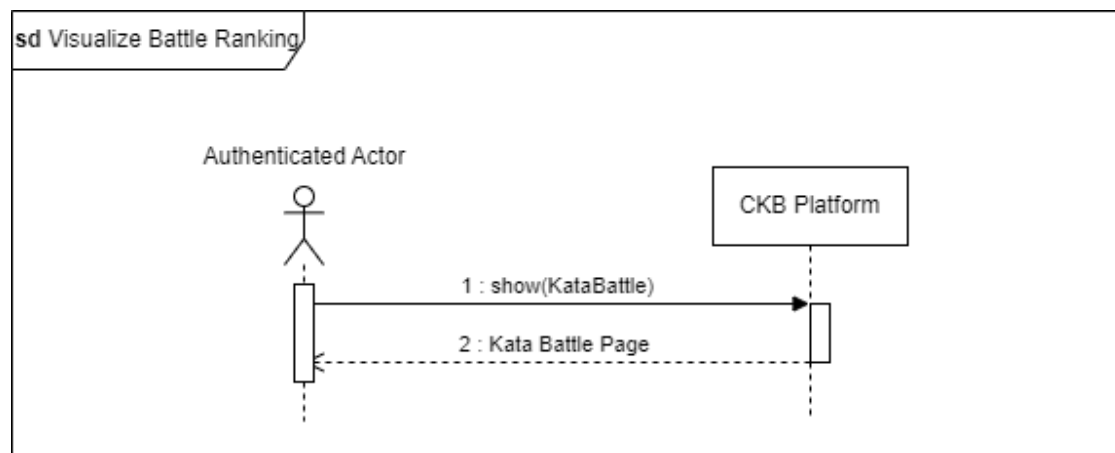 sd Visualize Battle Ranking
Authenticated Actor
CKB Platform
1 : show(KataBattle)
2 : Kata Battle Page